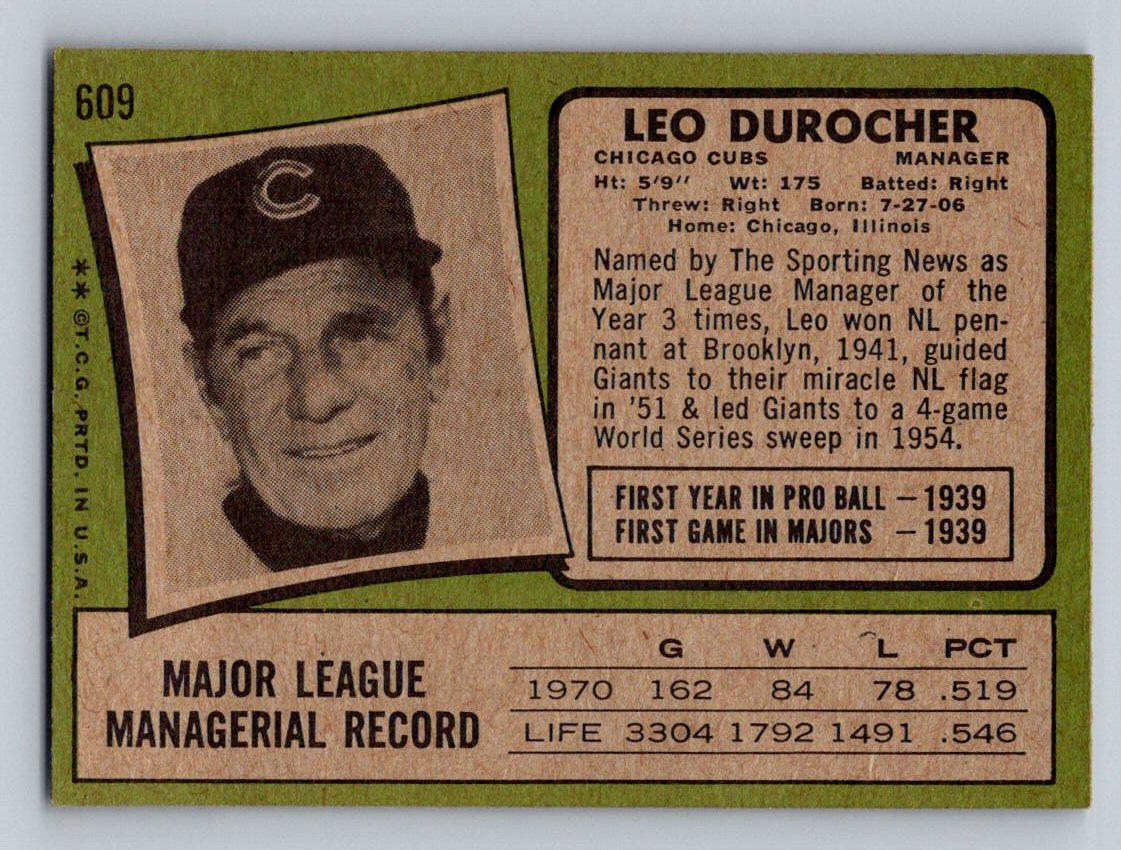 609
C
** ©T.C.G. PRTD. IN U.S.A.
LEO DUROCHER
CHICAGO CUBS MANAGER
Ht: 5'9" Wt: 175 Batted: Right
Threw: Right Born: 7-27-06
Home: Chicago, Illinois
Named by The Sporting News as
Major League Manager of the
Year 3 times, Leo won NL pen-
nant at Brooklyn, 1941, guided
Giants to their miracle NL flag
in '51 & led Giants to a 4-game
World Series sweep in 1954.
FIRST YEAR IN PRO BALL – 1939
FIRST GAME IN MAJORS – 1939
MAJOR LEAGUE
MANAGERIAL RECORD
G W L PCT
1970 162 84 78 .519
LIFE 3304 1792 1491 .546